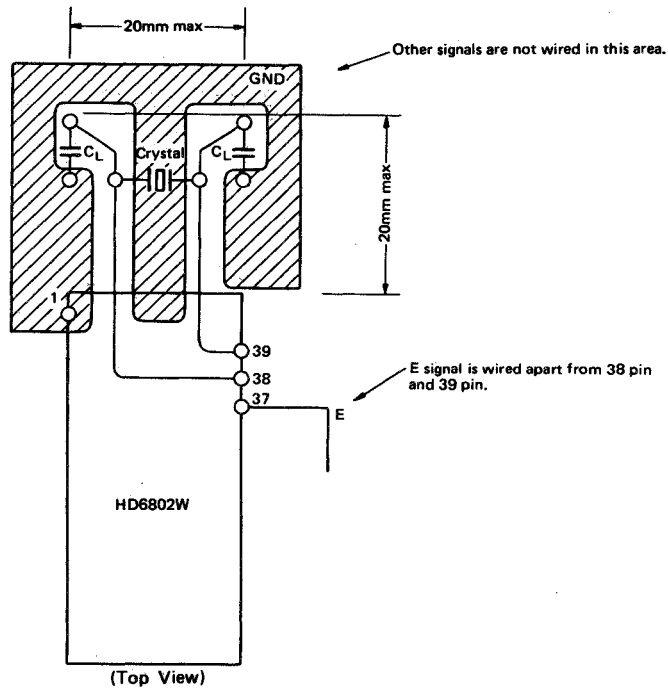 20mm max
Other signals are not wired in this area.
GND
CL
Crystal
CL
20mm max
1
39
38
37
E
E signal is wired apart from 38 pin
and 39 pin.
HD6802W
(Top View)